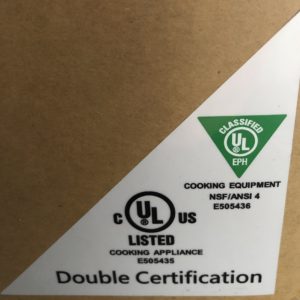 CLASSIFIED
UL
EPH
COOKING EQUIPMENT
NSF/ANSI 4
E505436
C UL US
LISTED
COOKING APPLIANCE
E505435
Double Certification